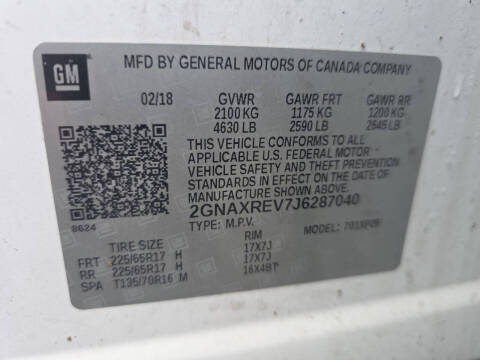 GM
MFD BY GENERAL MOTORS OF CANADA COMPANY
02/18 GVWR GAWR FRT GAWR RR
2100 KG 1175 KG 1200 KG
4630 LB 2590 LB 2645 LB
THIS VEHICLE CONFORMS TO ALL
APPLICABLE U.S. FEDERAL MOTOR
VEHICLE SAFETY AND THEFT PREVENTION
STANDARDS IN EFFECT ON THE DATE OF
MANUFACTURE SHOWN ABOVE.
2GNAXREV7J6287040
8624 TYPE: M.P.V. MODEL:
TIRE SIZE RIM
FRT 225/65R17 H 17X7J
RR 225/65R17 H 17X7J
SPA T135/70R16 M 16X4BT